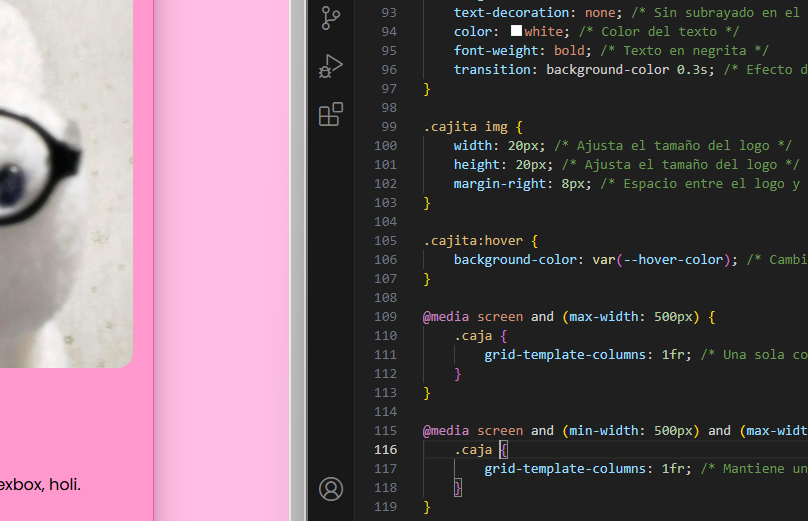 exbox, holi.
93 text-decoration: none; /* Sin subrayado en el
94 color: white; /* Color del texto */
95 font-weight: bold; /* Texto en negrita */
96 transition: background-color 0.3s; /* Efecto d
97 }
98
99 .cajita img {
100 width: 20px; /* Ajusta el tamaño del logo */
101 height: 20px; /* Ajusta el tamaño del logo */
102 margin-right: 8px; /* Espacio entre el logo y
103 }
104
105 .cajita:hover {
106 background-color: var(--hover-color); /* Cambi
107 }
108
109 @media screen and (max-width: 500px) {
110 .caja {
111 grid-template-columns: 1fr; /* Una sola co
112 }
113 }
114
115 @media screen and (min-width: 500px) and (max-widt
116 .caja {
117 grid-template-columns: 1fr; /* Mantiene un
118 }
119 }